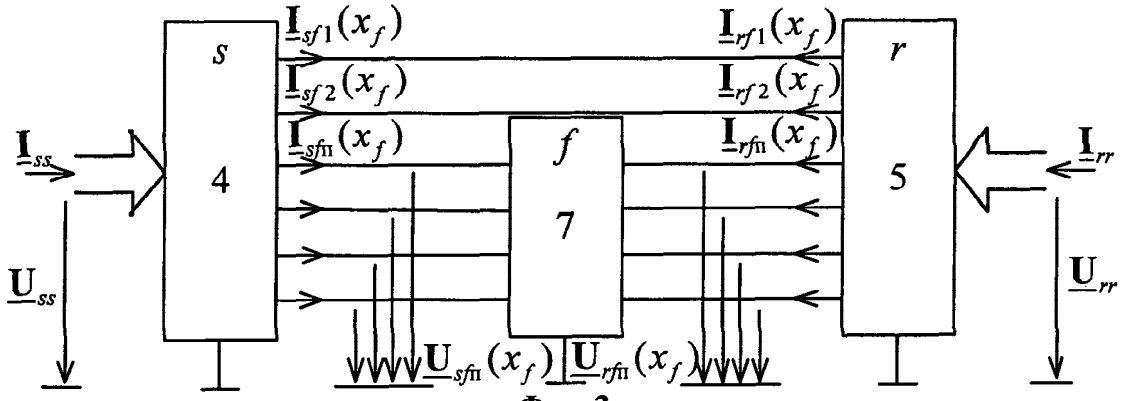 I_sf1(x_f) I_rf1(x_f)
s r
I_sf2(x_f) I_rf2(x_f)
I_sfп(x_f) I_rfп(x_f)
I_ss f I_rr
4 7 5
U_ss U_rr
U_sfп(x_f) U_rfп(x_f)